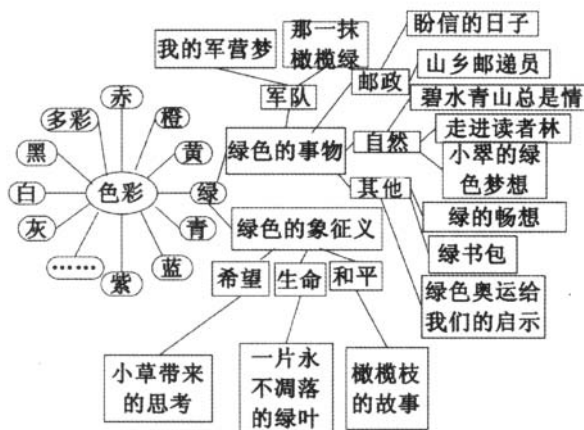 我的军营梦
那一抹
橄榄绿
盼信的日子
军队
邮政
山乡邮递员
碧水青山总是情
绿色的事物
自然
走进读者林
小翠的绿
色梦想
其他
绿的畅想
绿书包
绿色奥运给
我们的启示
赤
多彩
橙
黑
黄
白
色彩
绿
灰
青
……
紫
蓝
绿色的象征义
希望
生命
和平
小草带来
的思考
一片永
不凋落
的绿叶
橄榄枝
的故事